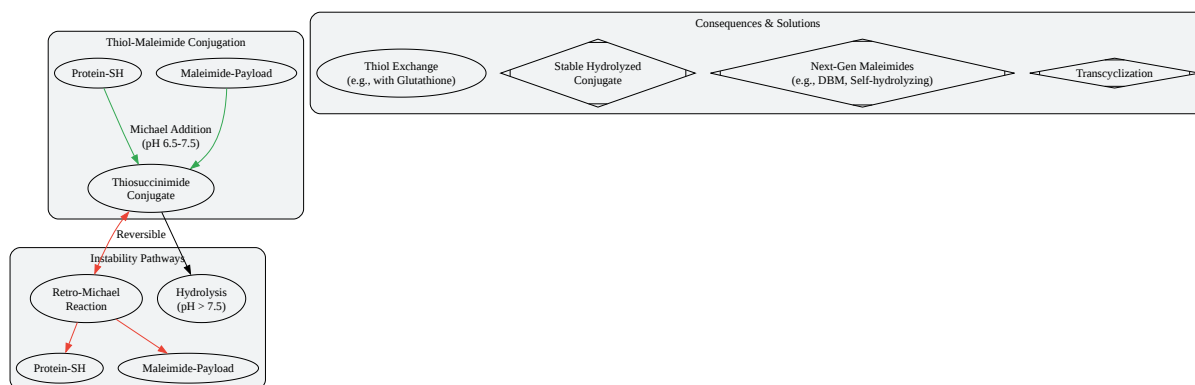 Thiol-Maleimide Conjugation
Protein-SH
Maleimide-Payload
Michael Addition
(pH 6.5-7.5)
Thiosuccinimide
Conjugate
Reversible
Instability Pathways
Retro-Michael
Reaction
Hydrolysis
(pH > 7.5)
Protein-SH
Maleimide-Payload
Consequences & Solutions
Thiol Exchange
(e.g., with Glutathione)
Stable Hydrolyzed
Conjugate
Next-Gen Maleimides
(e.g., DBM, Self-hydrolyzing)
Transcyclization